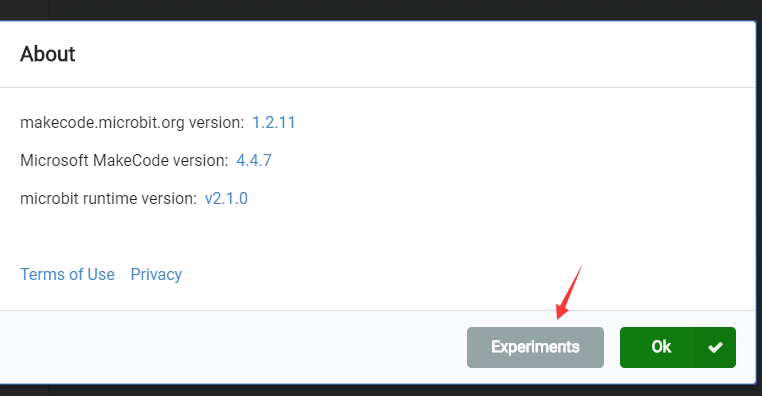 About
makecode.microbit.org version: 1.2.11
Microsoft MakeCode version: 4.4.7
microbit runtime version: v2.1.0
Terms of Use Privacy
Experiments Ok